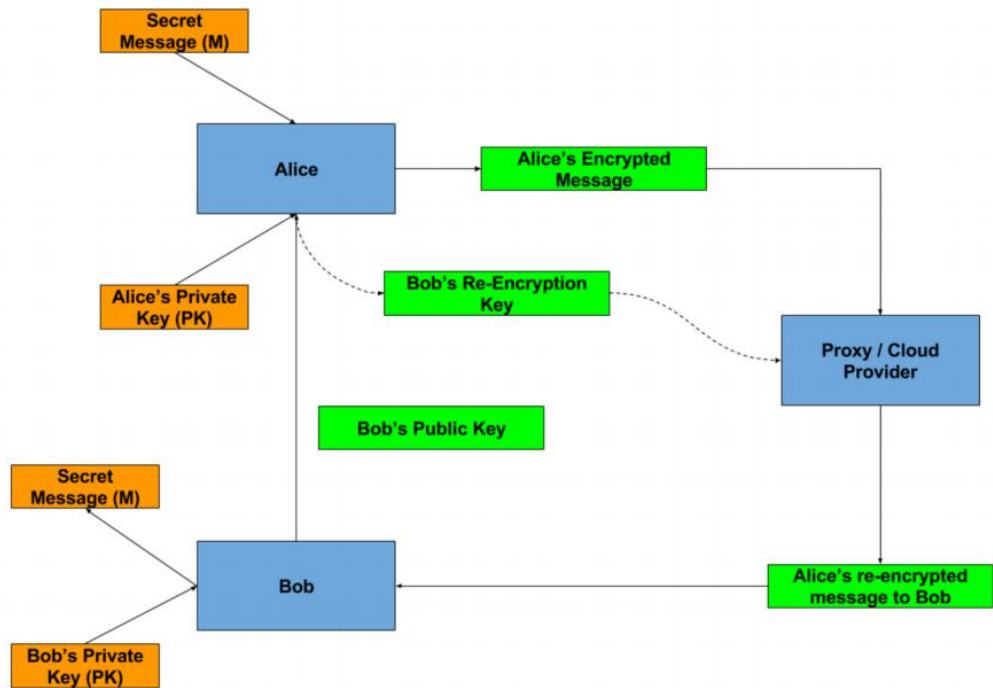 Secret
Message (M)
Alice
Alice's Encrypted
Message
Bob's Re-Encryption
Key
Alice's Private
Key (PK)
Proxy / Cloud
Provider
Bob's Public Key
Secret
Message (M)
Bob
Alice's re-encrypted
message to Bob
Bob's Private
Key (PK)